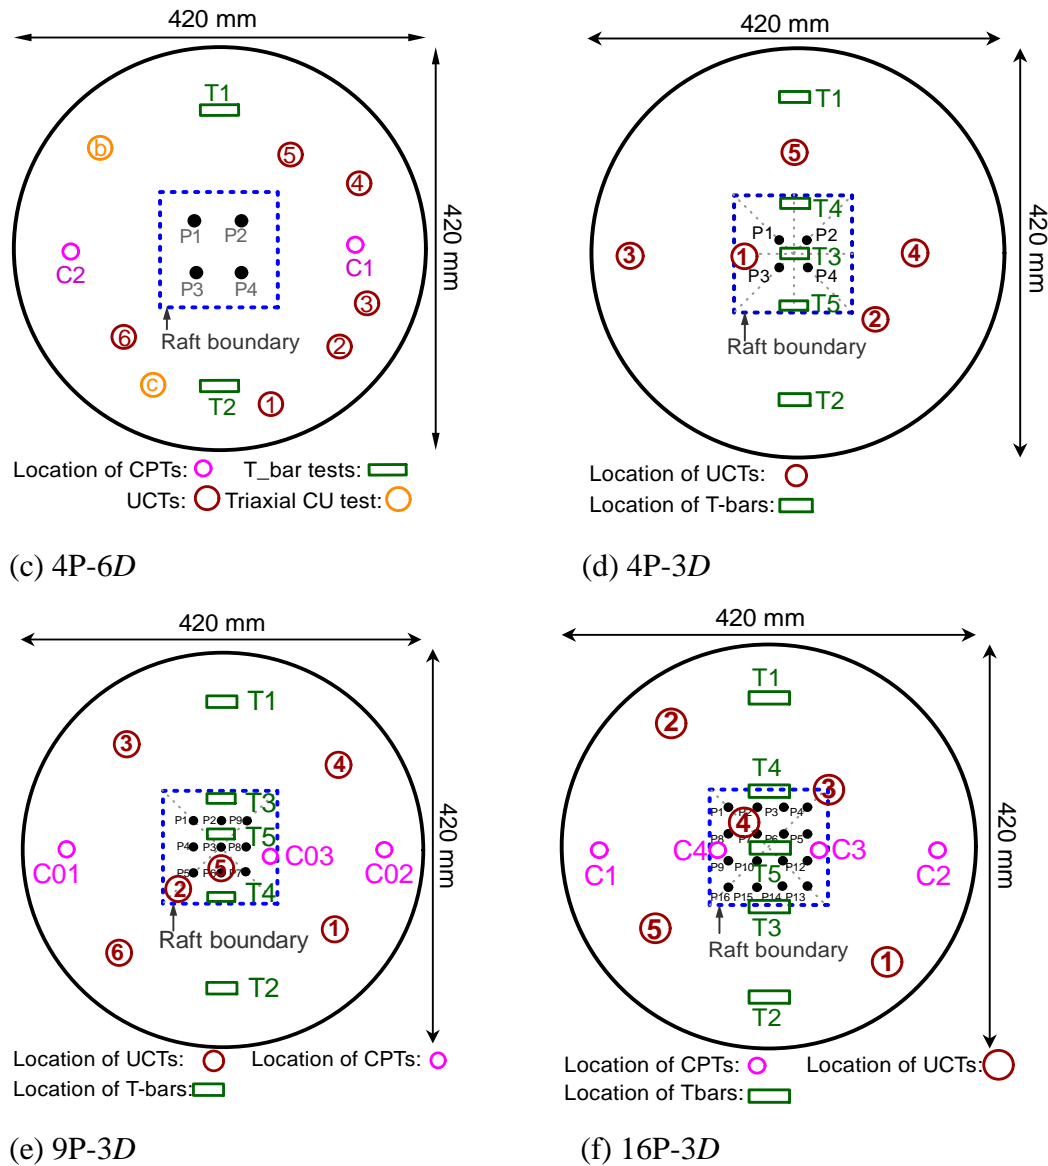 420 mm
T1
b
5
4
420 mm
P1 P2
C2
C1
P3 P4
3
6
Raft boundary
2
c
T2
1
Location of CPTs:
T_bar tests:
UCTs:
Triaxial CU test:
(c) 4P-6D
420 mm
T1
5
420 mm
T4
P1 P2
3
1
T3
4
P3 P4
T5
2
Raft boundary
T2
Location of UCTs:
Location of T-bars:
(d) 4P-3D
420 mm
T1
3
4
420 mm
T3
P1 P2 P9
T5
P4 P3 P8
C01
C03
C02
5
P5 P6 P7
2
T4
1
Raft boundary
6
T2
Location of UCTs:
Location of CPTs:
Location of T-bars:
(e) 9P-3D
420 mm
T1
2
T4
3
420 mm
P1 P2 P3 P4
4
P8 P6 P5
C1
C4
C3
C2
P9 P10 P12
T5
P16 P15 P14 P13
T3
5
Raft boundary
1
T2
Location of CPTs:
Location of UCTs:
Location of Tbars:
(f) 16P-3D